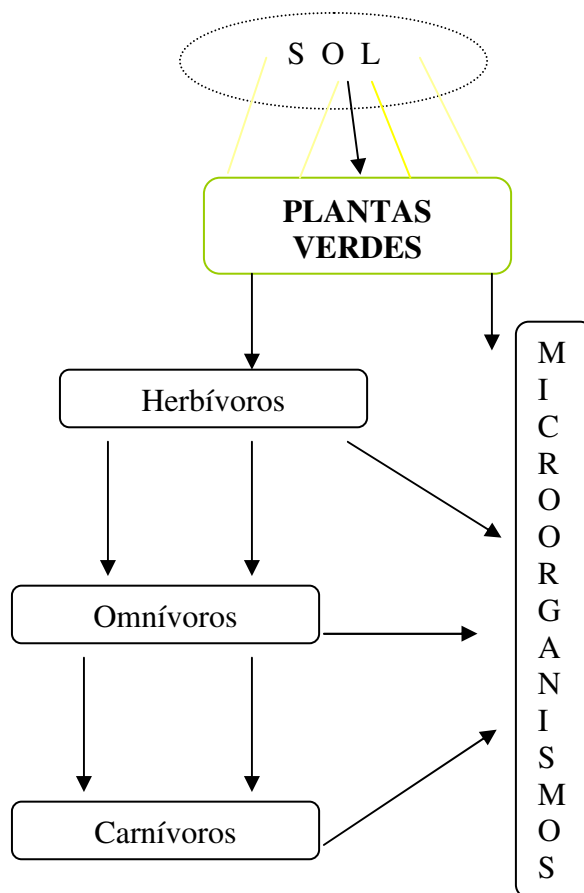 S O L
PLANTAS
VERDES
Herbívoros
Omnívoros
Carnívoros
M
I
C
R
O
O
R
G
A
N
I
S
M
O
S